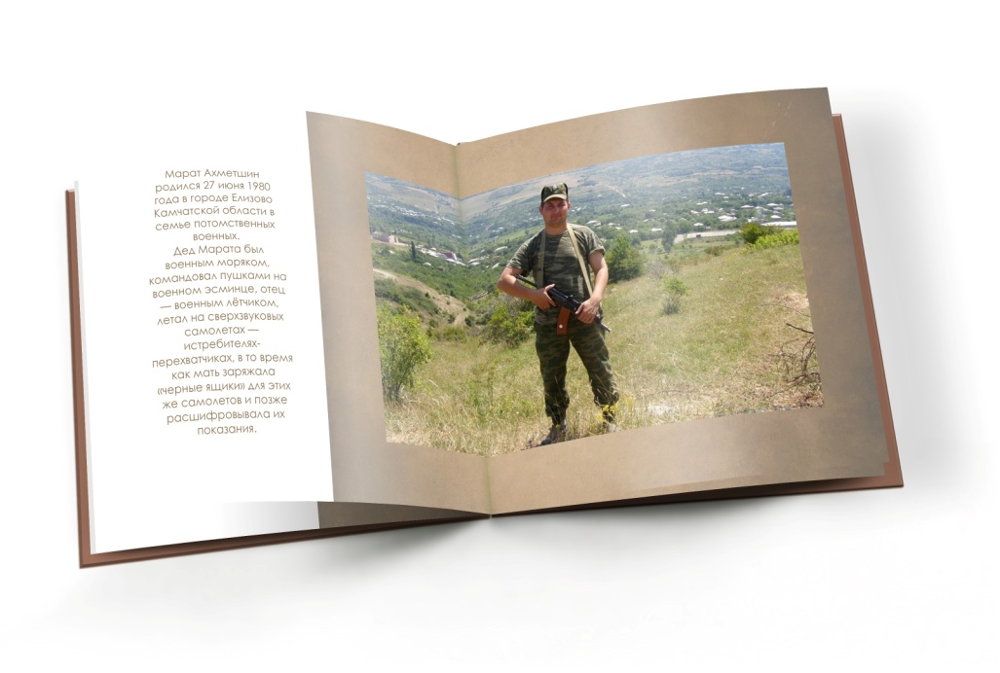 Марат Ахметшин
родился 27 июня 1980
года в городе Елизово
Камчатской области в
семье потомственных
военных.
Дед Марата был
военным моряком,
командовал пушками на
военном эсминце, отец
— военным лётчиком,
летал на сверхзвуковых
самолетах —
истребителях-
перехватчиках, в то время
как мать заряжала
«черные ящики» для этих
же самолетов и позже
расшифровывала их
показания.